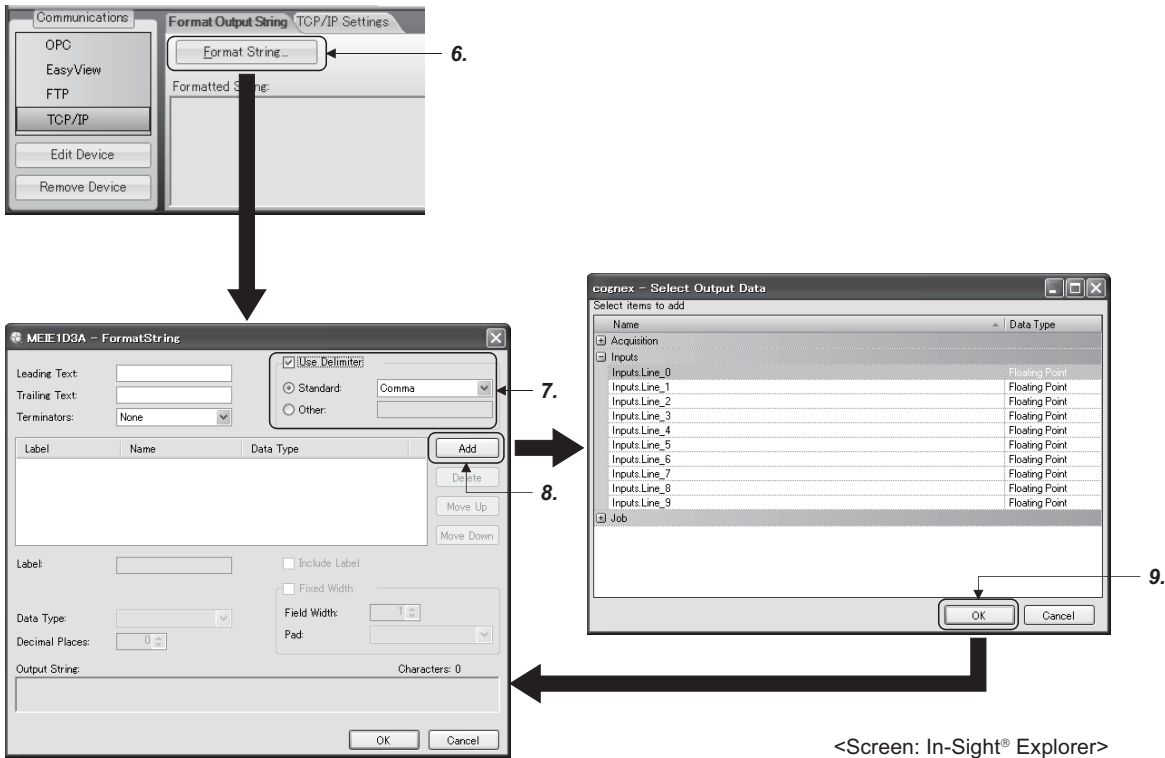 Communications
OPC
EasyView
FTP
TCP/IP
Edit Device
Remove Device
Format Output String TCP/IP Settings
Format String...
6.
Formatted String:
MEIE1D3A - FormatString
Leading Text:
Trailing Text:
Terminators: None
Use Delimiter
Standard: Comma
Other:
7.
Label Name Data Type
Add
Delete
Move Up
Move Down
8.
Label:
Include Label
Fixed Width
Data Type:
Field Width: 1
Decimal Places: 0
Pad:
Output String: Characters: 0
OK Cancel
cognex - Select Output Data
Select items to add
Name Data Type
Acquisition
Inputs
Inputs.Line_0 Floating Point
Inputs.Line_1 Floating Point
Inputs.Line_2 Floating Point
Inputs.Line_3 Floating Point
Inputs.Line_4 Floating Point
Inputs.Line_5 Floating Point
Inputs.Line_6 Floating Point
Inputs.Line_7 Floating Point
Inputs.Line_8 Floating Point
Inputs.Line_9 Floating Point
Job
9.
OK Cancel
<Screen: In-Sight® Explorer>